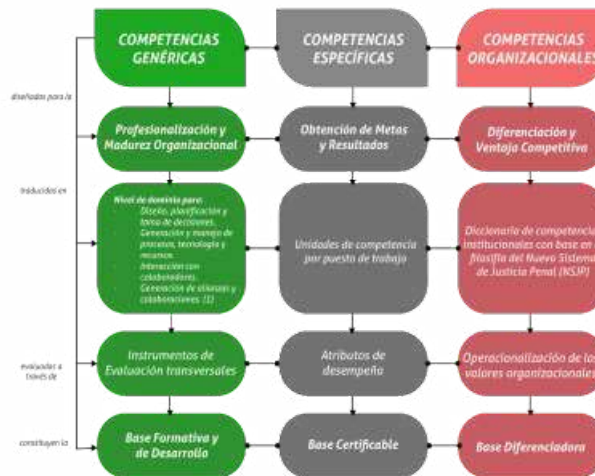 COMPETENCIAS
GENÉRICAS
COMPETENCIAS
ESPECÍFICAS
COMPETENCIAS
ORGANIZACIONALES
diseñadas para la
Profesionalización y
Madurez Organizacional
Obtención de Metas
y Resultados
Diferenciación y
Ventaja Competitiva
traducidas en
Nivel de dominio para:
Diseño, planificación y
toma de decisiones.
Generación y manejo de
procesos, tecnología y
recursos.
Interacción con
colaboradores.
Generación de alianzas y
colaboraciones. (1)
Unidades de competencia
por puesto de trabajo
Diccionario de competencia
institucionales con base en
filosofía del Nuevo Sistema
de Justicia Penal (NSJP)
evaluadas a
través de
Instrumentos de
Evaluación transversales
Atributos de
desempeño
Operacionalización de los
valores organizacionales
constituyen la
Base Formativa y
de Desarrollo
Base Certificable
Base Diferenciadora